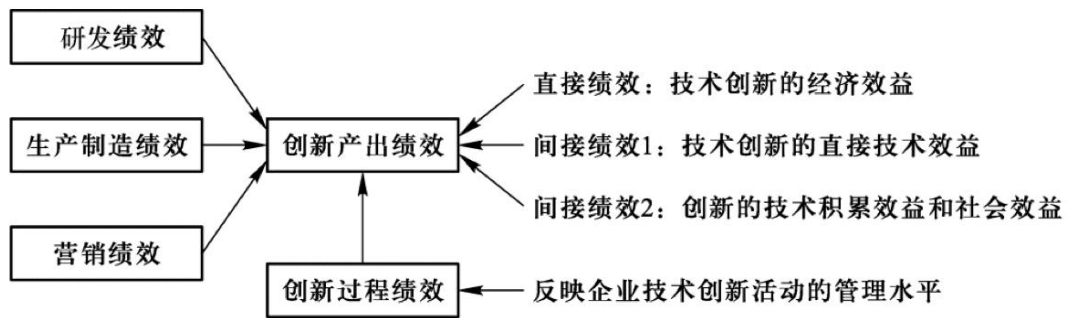 研发绩效
直接绩效：技术创新的经济效益
生产制造绩效
创新产出绩效
间接绩效1：技术创新的直接技术效益
间接绩效2：创新的技术积累效益和社会效益
营销绩效
创新过程绩效
反映企业技术创新活动的管理水平